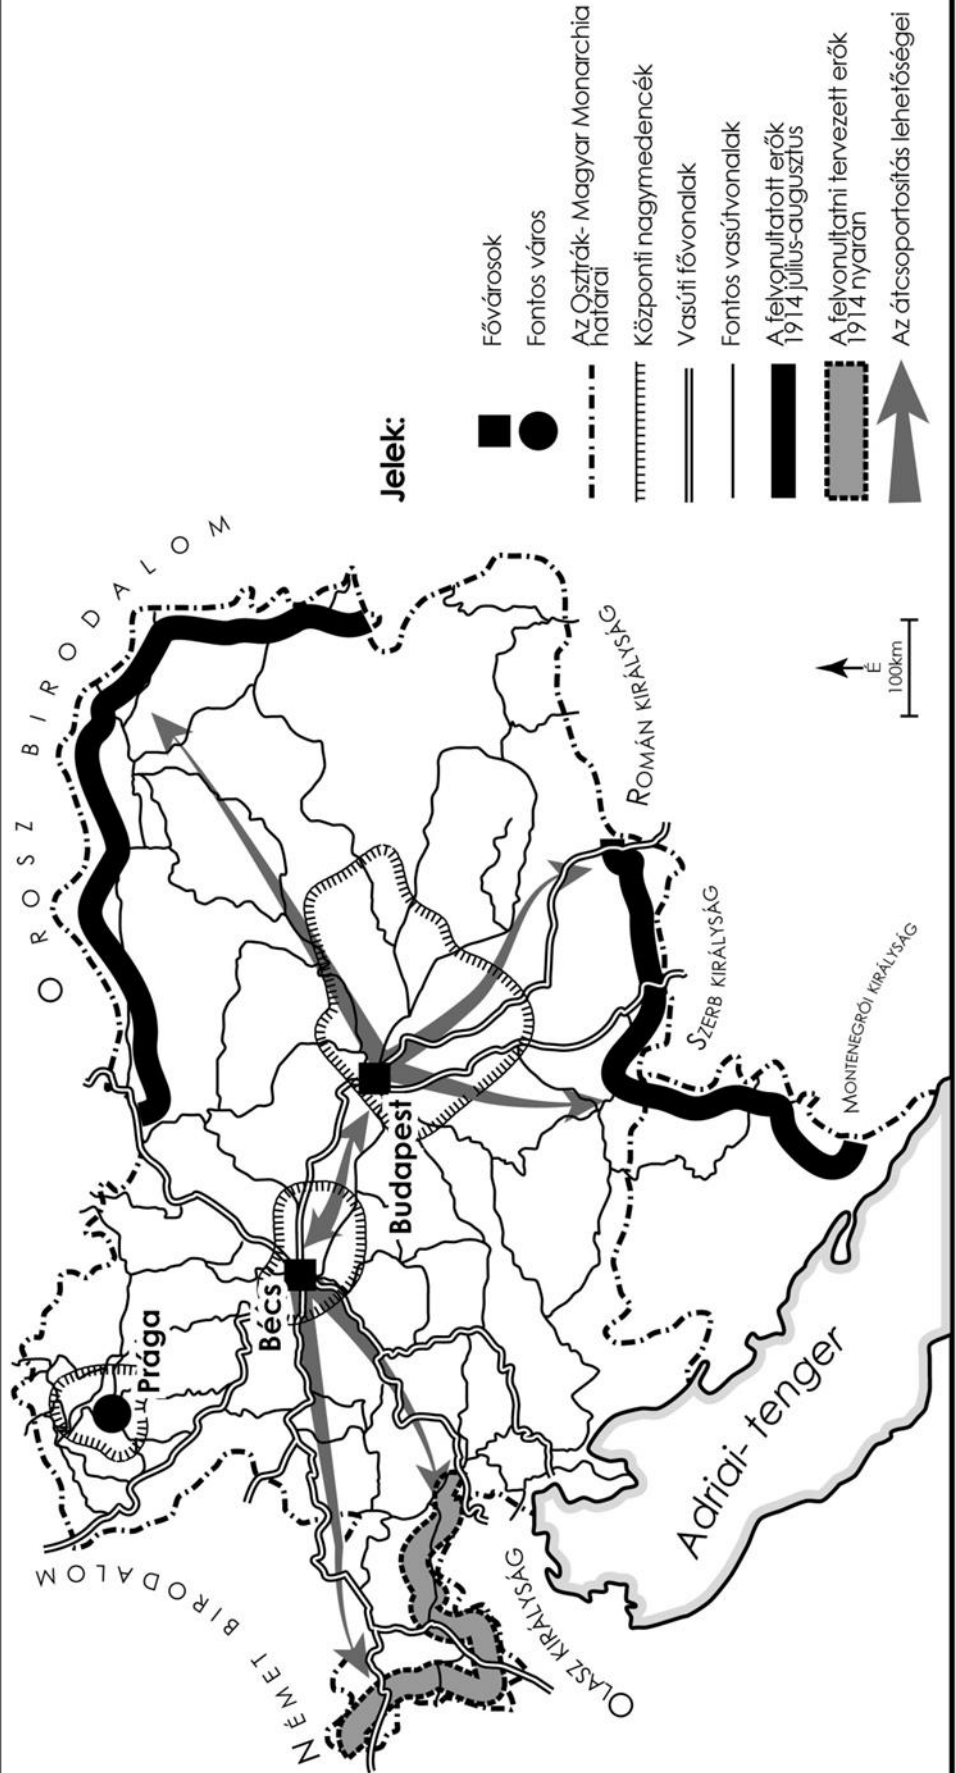 OROSZ BIRODALOM
NÉMET BIRODALOM
Prága
Bécs
Budapest
ROMÁN KIRÁLYSÁG
SZERB KIRÁLYSÁG
MONTENEGRÓI KIRÁLYSÁG
OLASZ KIRÁLYSÁG
Adriai- tenger
É
100km
Jelek:
Fővárosok
Fontos város
Az Osztrák- Magyar Monarchia
határai
Központi nagymedencék
Vasúti fővonalak
Fontos vasútvonalak
A felvonultatott erők
1914 július-augusztus
A felvonultatni tervezett erők
1914 nyarán
Az átcsoportosítás lehetőségei